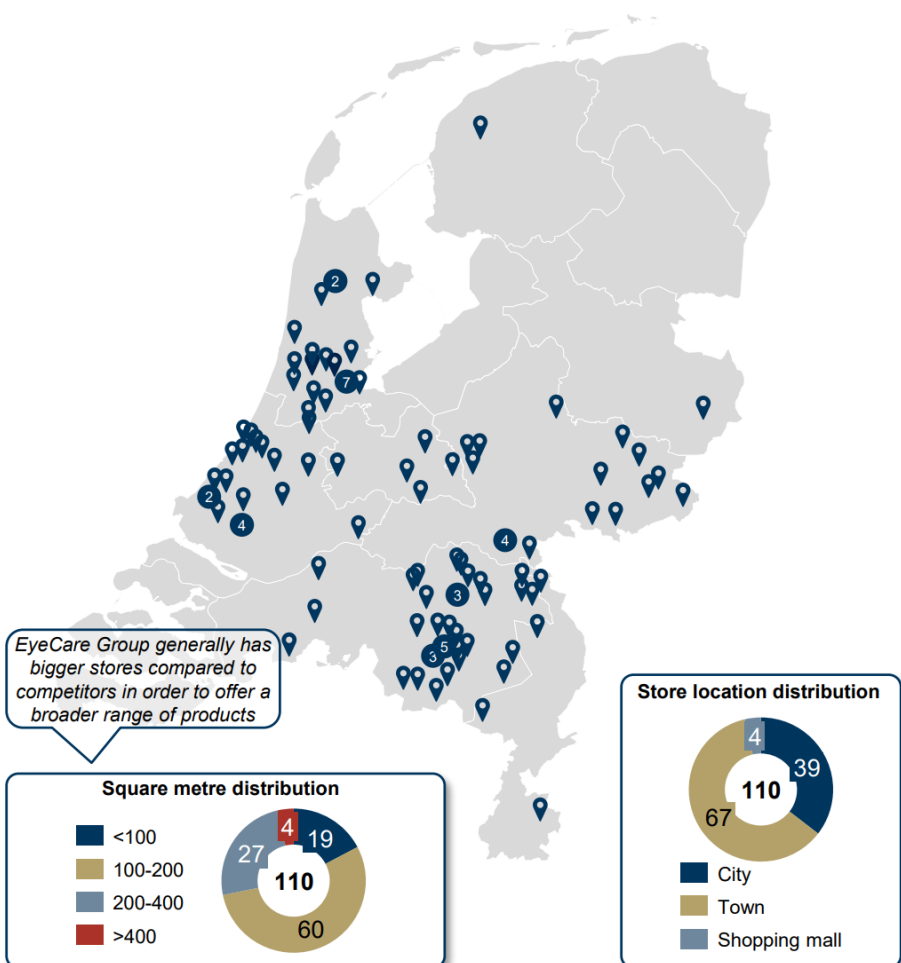 2
7
2
4
4
3
5
3
EyeCare Group generally has
bigger stores compared to
competitors in order to offer a
broader range of products
Square metre distribution
<100
100-200
200-400
>400
4
19
27
110
60
Store location distribution
4
39
110
67
City
Town
Shopping mall